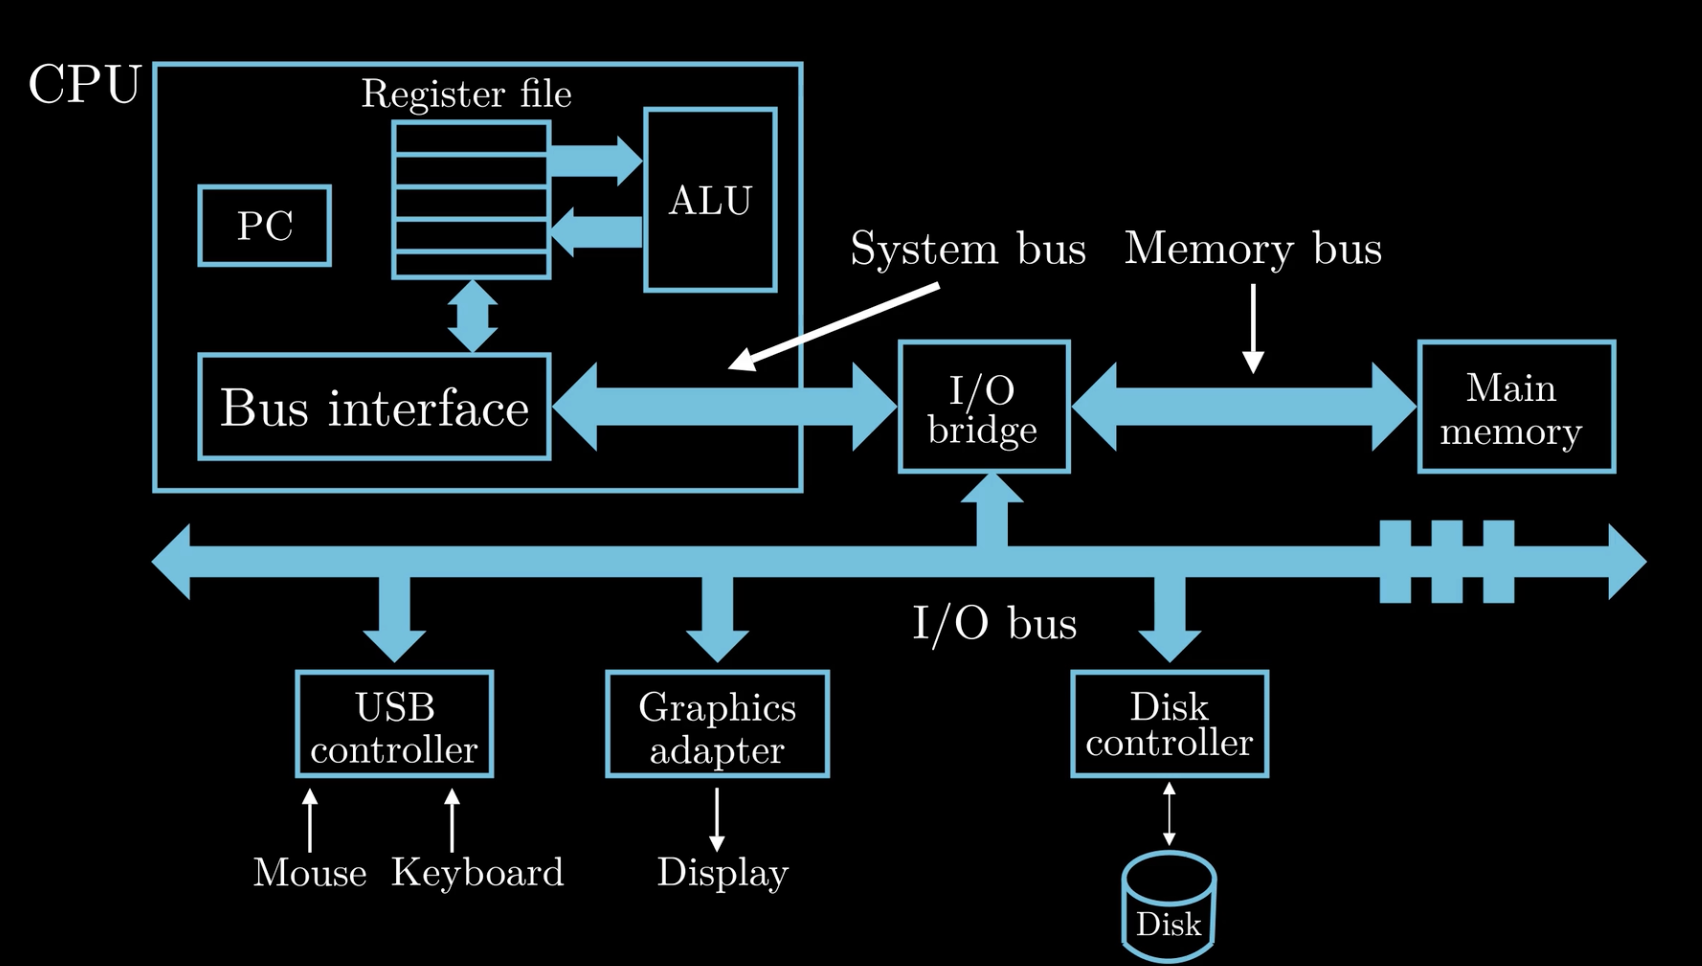 CPU
Register file
PC
ALU
System bus
Memory bus
Bus interface
I/O
bridge
Main
memory
I/O bus
USB
controller
Graphics
adapter
Disk
controller
Mouse
Keyboard
Display
Disk